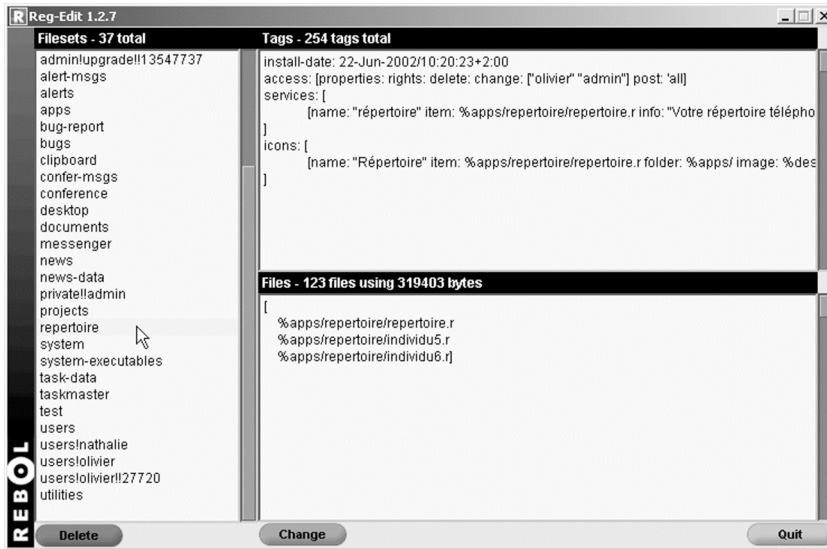 Reg-Edit 1.2.7
Filesets - 37 total
admin!upgrade!!13547737
alert-msgs
alerts
apps
bug-report
bugs
clipboard
confer-msgs
conference
desktop
documents
messenger
news
news-data
private!!admin
projects
repertoire
system
system-executables
task-data
taskmaster
test
users
users!nathalie
users!olivier
users!olivier!!27720
utilities
Tags - 254 tags total
install-date: 22-Jun-2002/10:20:23+2:00
access: [properties: rights: delete: change: ["olivier" "admin"] post: 'all]
services: [
[name: "répertoire" item: %apps/repertoire/repertoire.r info: "Votre répertoire télépho
]
icons: [
[name: "Répertoire" item: %apps/repertoire/repertoire.r folder: %apps/ image: %des
]
Files - 123 files using 319403 bytes
[
%apps/repertoire/repertoire.r
%apps/repertoire/individu5.r
%apps/repertoire/individu6.r]
REBOL
Delete
Change
Quit